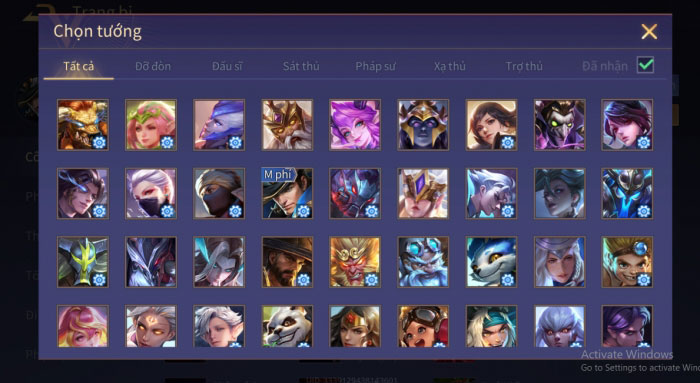 Trang bị
Chọn tướng
Tất cả Đỡ đòn Đấu sĩ Sát thủ Pháp sư Xạ thủ Trợ thủ Đã nhận
M.phí
Activate Windows
Go to Settings to activate Win